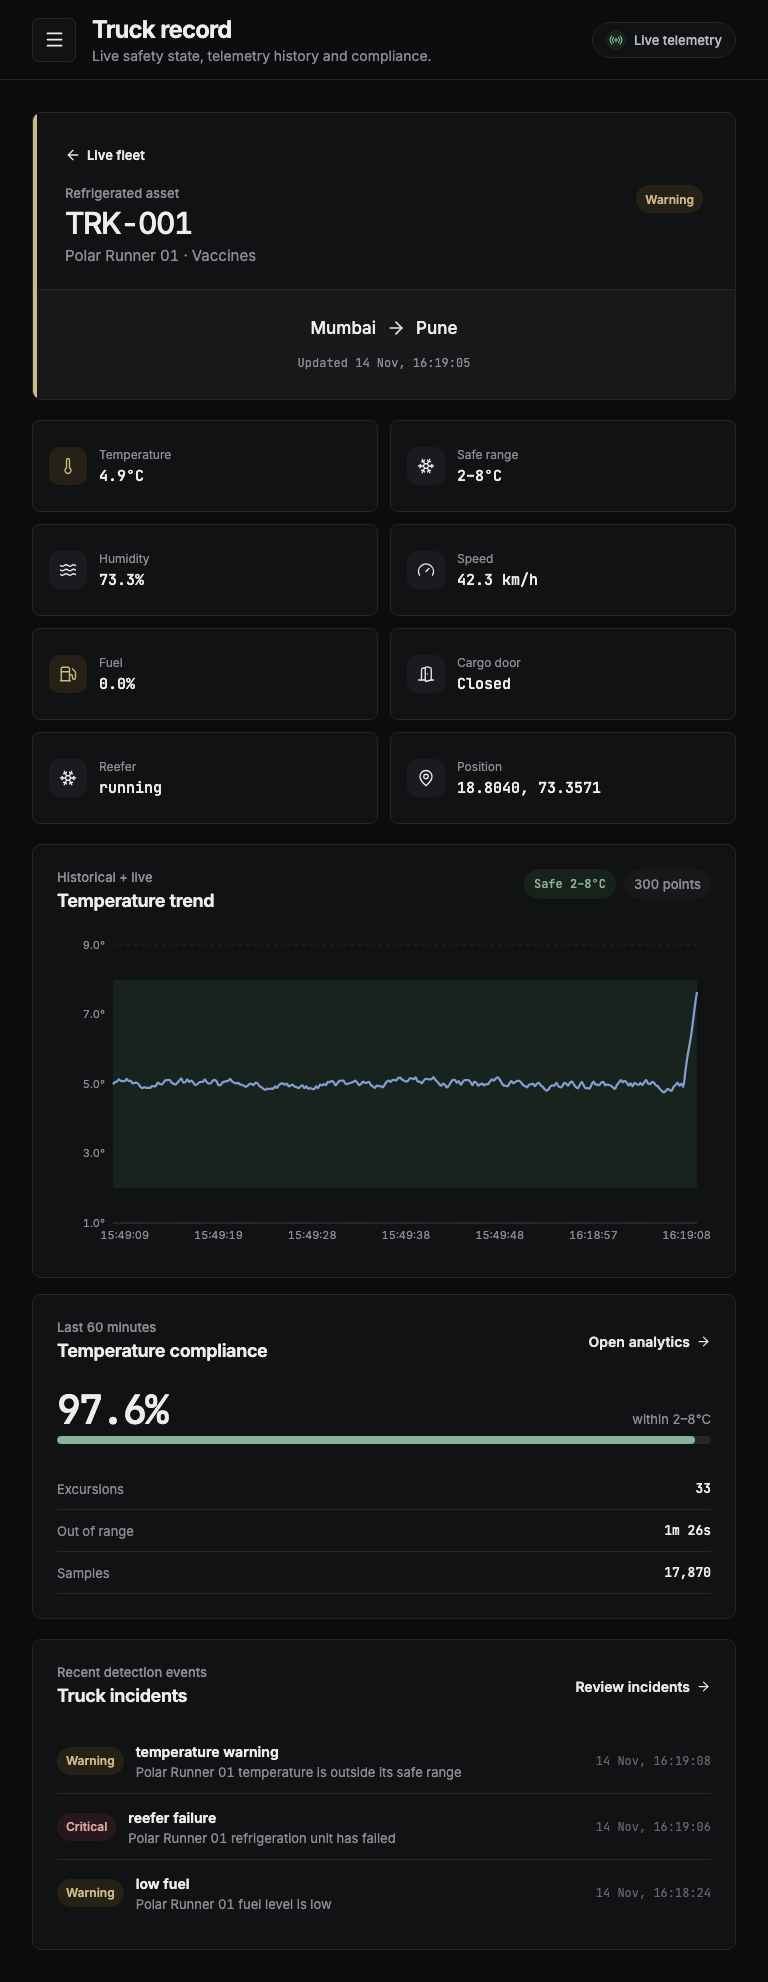 Truck record
Live safety state, telemetry history and compliance.
Live telemetry
Live fleet
Refrigerated asset
TRK-001
Warning
Polar Runner 01 · Vaccines
Mumbai → Pune
Updated 14 Nov, 16:19:05
Temperature
4.9°C
Safe range
2–8°C
Humidity
73.3%
Speed
42.3 km/h
Fuel
0.0%
Cargo door
Closed
Reefer
running
Position
18.8040, 73.3571
Historical + live
Temperature trend
Safe 2–8°C
300 points
9.0°
7.0°
5.0°
3.0°
1.0°
15:49:09 15:49:19 15:49:28 15:49:38 15:49:48 16:18:57 16:19:08
Last 60 minutes
Temperature compliance
Open analytics →
97.6%
within 2–8°C
Excursions 33
Out of range 1m 26s
Samples 17,870
Recent detection events
Truck incidents
Review incidents →
Warning
temperature warning
Polar Runner 01 temperature is outside its safe range
14 Nov, 16:19:08
Critical
reefer failure
Polar Runner 01 refrigeration unit has failed
14 Nov, 16:19:06
Warning
low fuel
Polar Runner 01 fuel level is low
14 Nov, 16:18:24